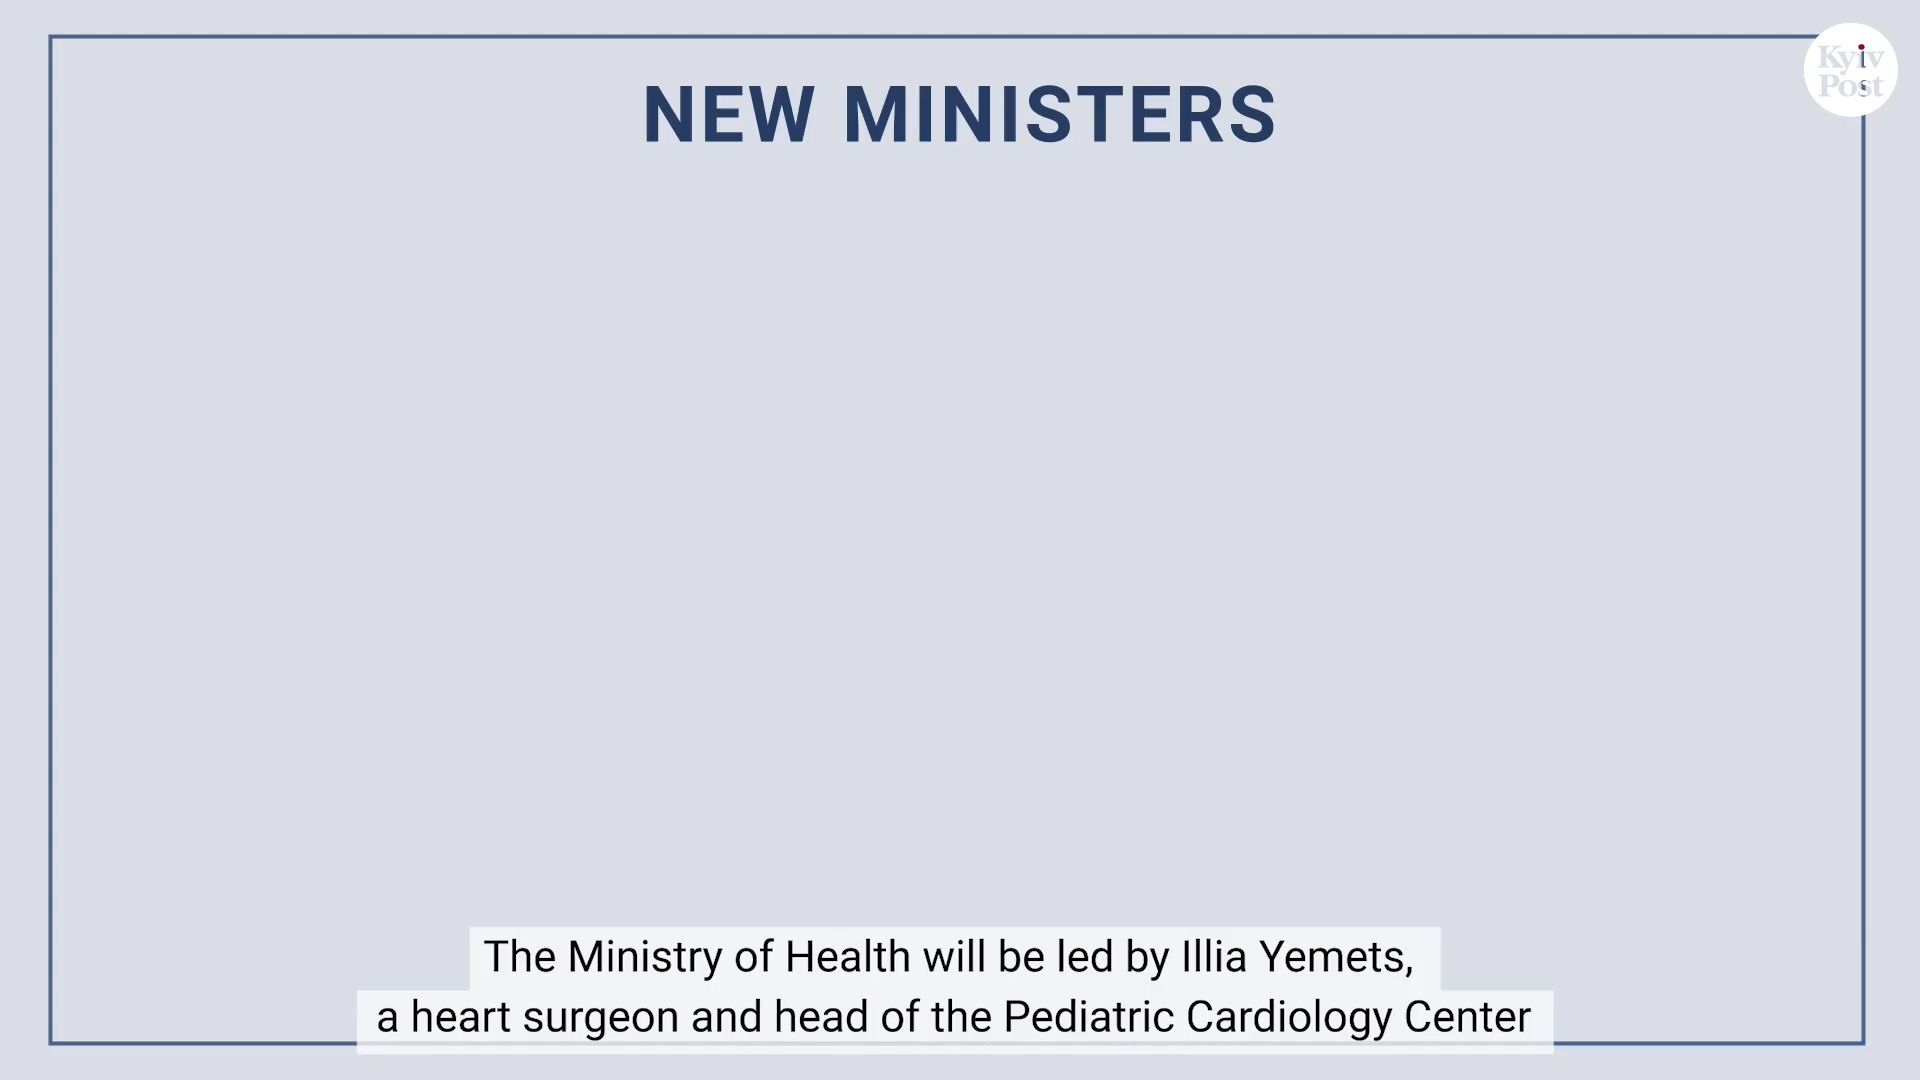 Kyiv
Post
NEW MINISTERS
The Ministry of Health will be led by Illia Yemets,
a heart surgeon and head of the Pediatric Cardiology Center